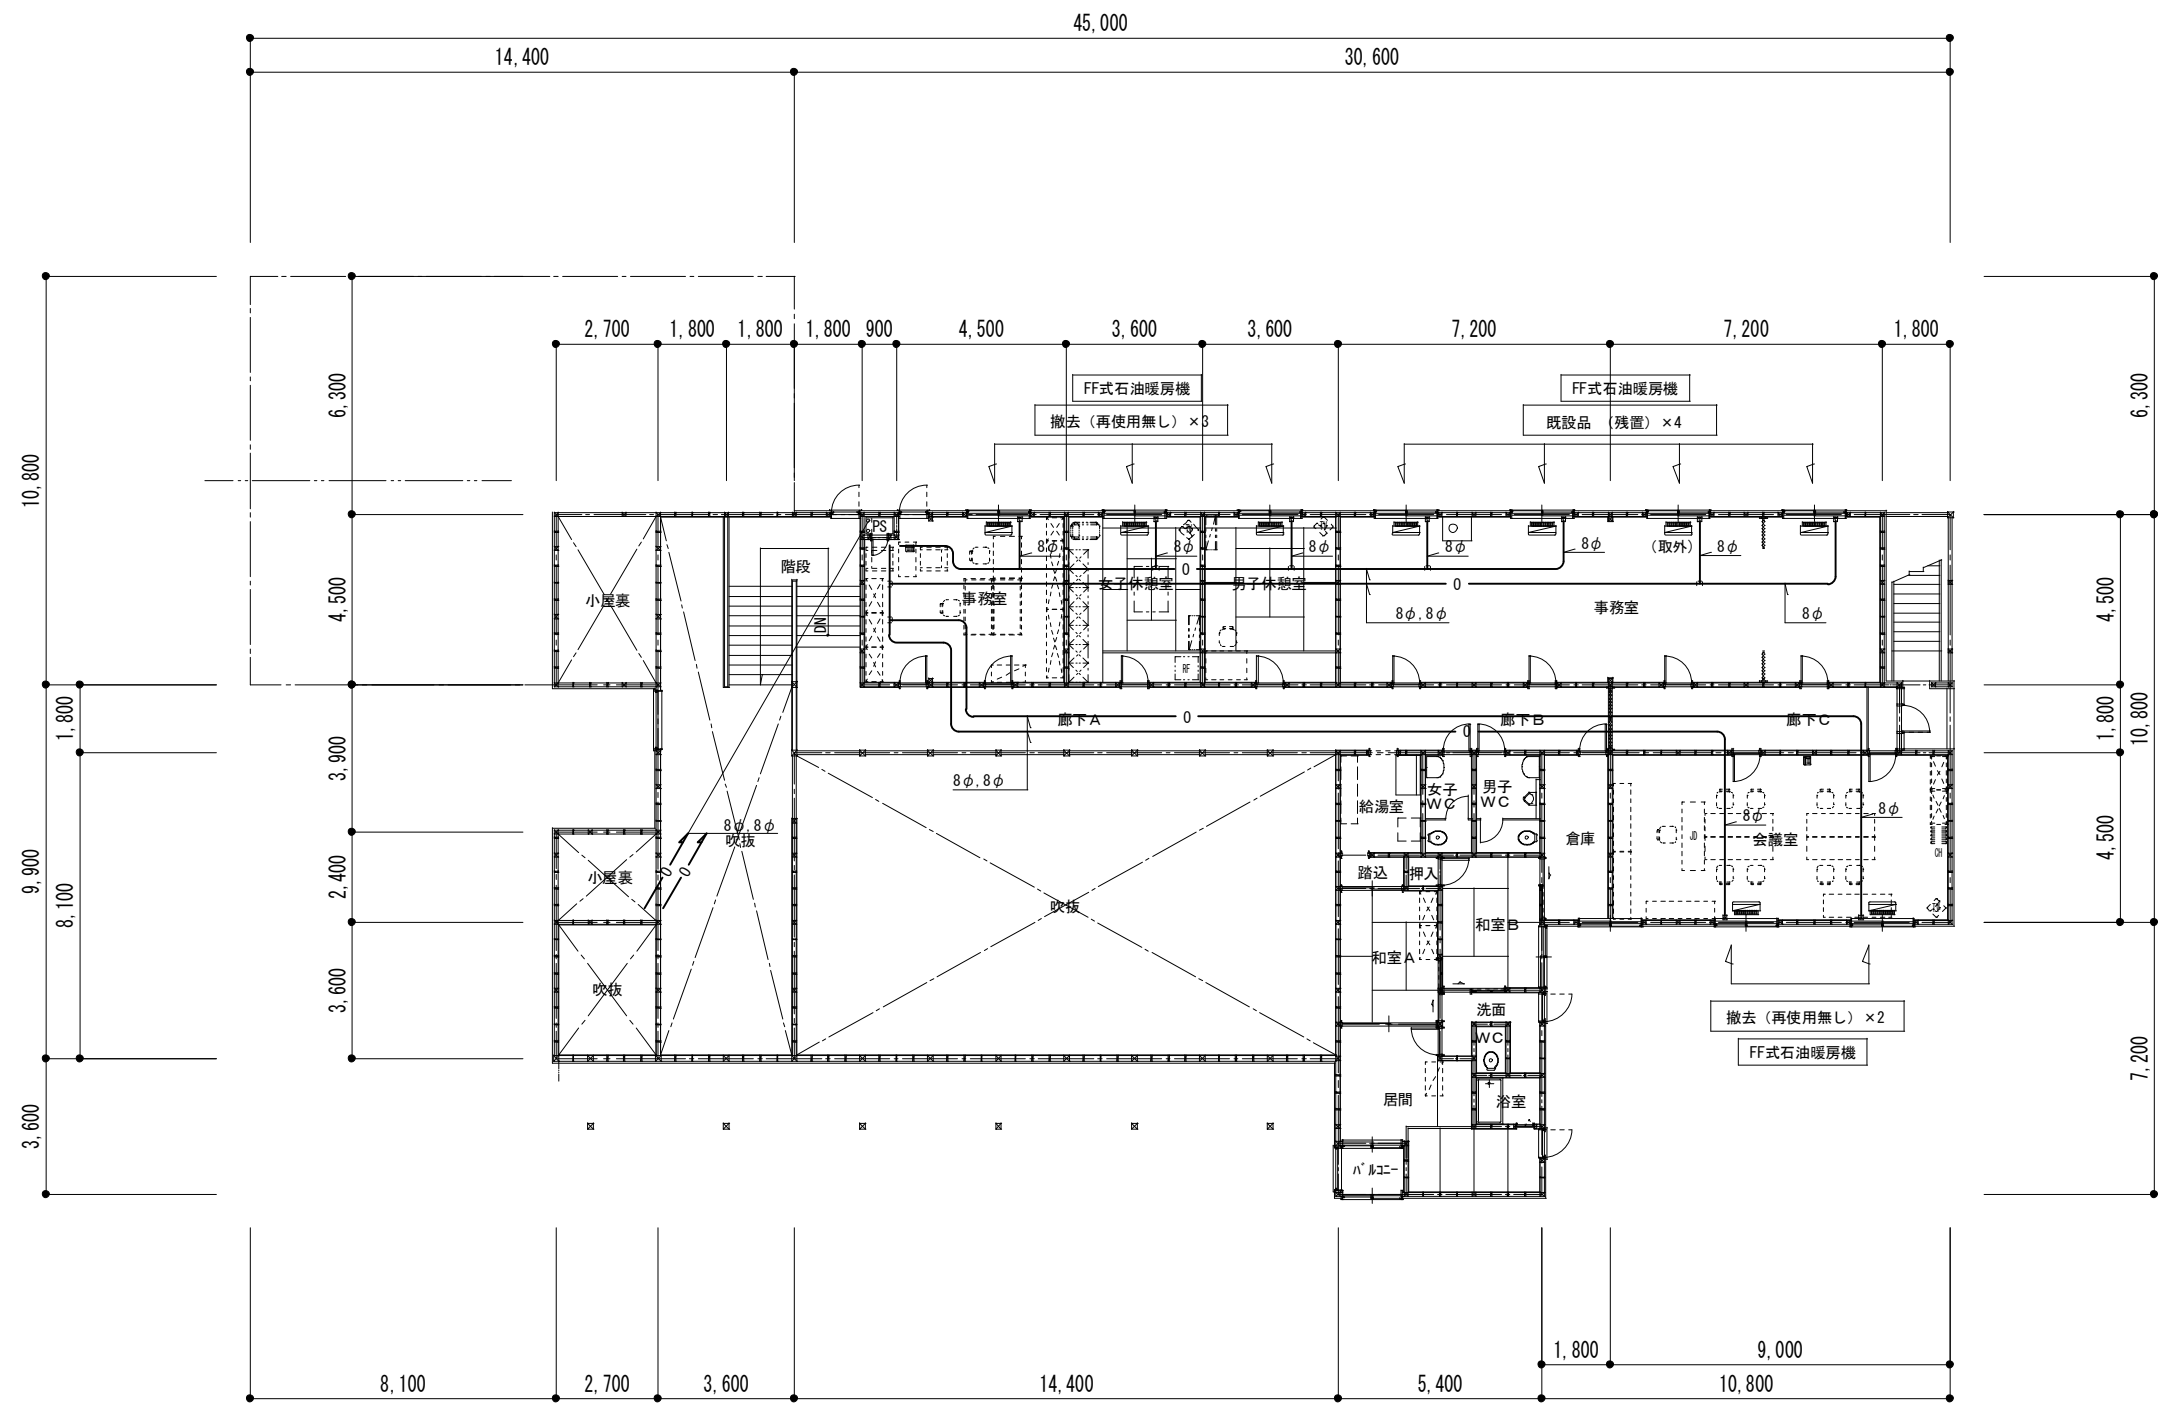 45,000
14,400
30,600
2,700
1,800
1,800
1,800
900
4,500
3,600
3,600
7,200
7,200
1,800
FF式石油暖房機
撤去（再使用無し）×3
FF式石油暖房機
既設品 （残置）×4
10,800
6,300
4,500
1,800
3,900
9,900
8,100
2,400
3,600
3,600
6,300
4,500
1,800
10,800
4,500
7,200
小屋裏
階段
DN
PS
8φ
事務室
8φ
O
女子休憩室
RF
8φ
男子休憩室
8φ
8φ
（取外）
8φ
O
8φ,8φ
事務室
8φ
廊下A
O
廊下B
O
廊下C
8φ,8φ
8φ,8φ
吹抜
O
O
小屋裏
吹抜
吹抜
給湯室
女子
WC
男子
WC
倉庫
8φ
JD
会議室
8φ
CH
踏込
押入
和室B
和室A
洗面
WC
居間
浴室
バルコニー
撤去（再使用無し）×2
FF式石油暖房機
1,800
9,000
8,100
2,700
3,600
14,400
5,400
10,800